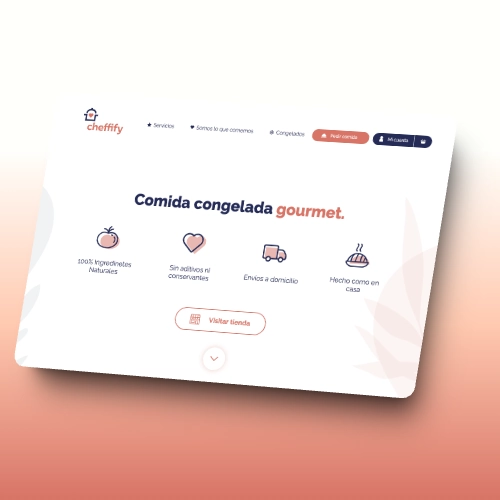 cheffify
Servicios
Somos lo que comemos
Congelados
Pedir comida
Mi cuenta
Comida congelada gourmet.
100% Ingredinetes
Naturales
Sin aditivos ni
conservantes
Envíos a domicilio
Hecho como en
casa
Visitar tienda